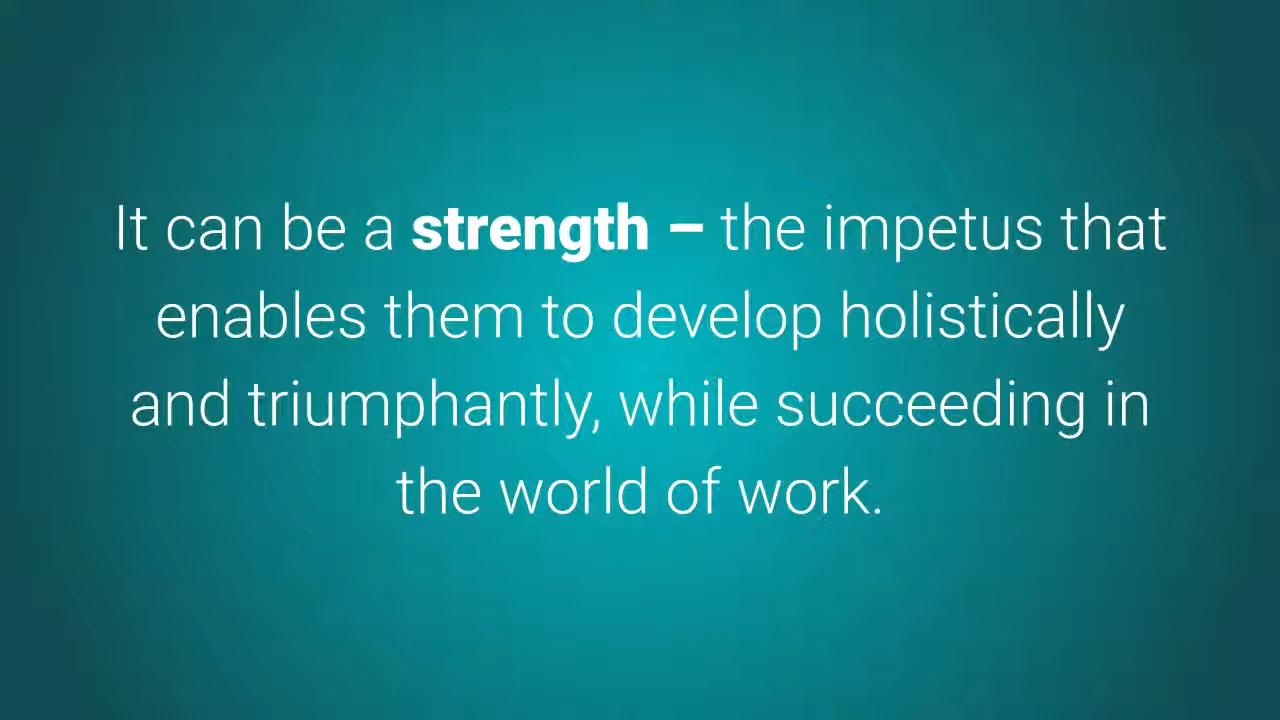 It can be a strength – the impetus that
enables them to develop holistically
and triumphantly, while succeeding in
the world of work.